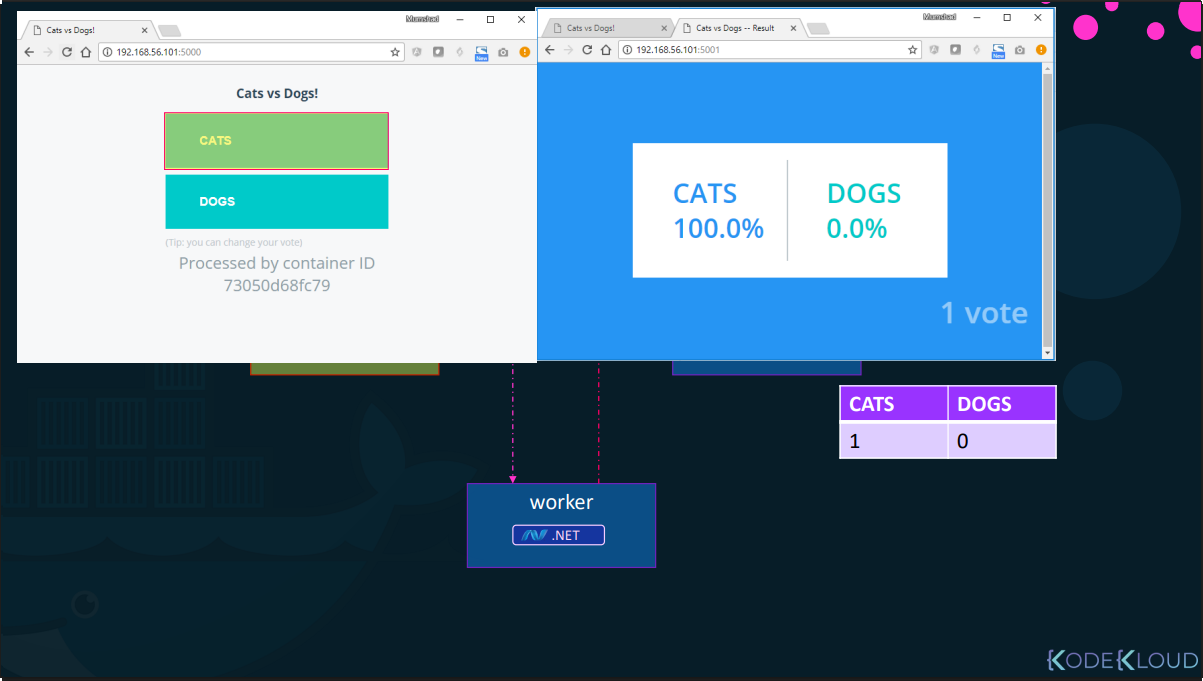 Mumshad
Cats vs Dogs!
192.168.56.101:5000
New
Cats vs Dogs!
CATS
DOGS
(Tip: you can change your vote)
Processed by container ID
73050d68fc79
Mumshad
Cats vs Dogs!
Cats vs Dogs -- Result
192.168.56.101:5001
New
CATS
DOGS
100.0%
0.0%
1 vote
CATS
DOGS
1
0
worker
.NET
KODEKLOUD